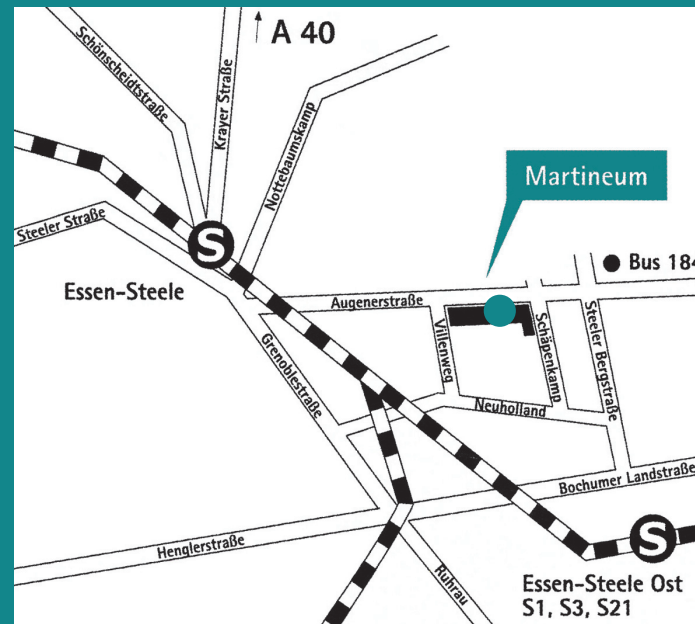 A 40
Schönscheidtstraße
Krayer Straße
Nottebaumskamp
Martineum
Steeler Straße
S
Bus 184
Essen-Steele
Augenerstraße
Villenweg
Schäpenkamp
Steeler Bergstraße
Grenoblestraße
Neuholland
Bochumer Landstraße
Henglerstraße
Ruhrau
S
Essen-Steele Ost
S1, S3, S21